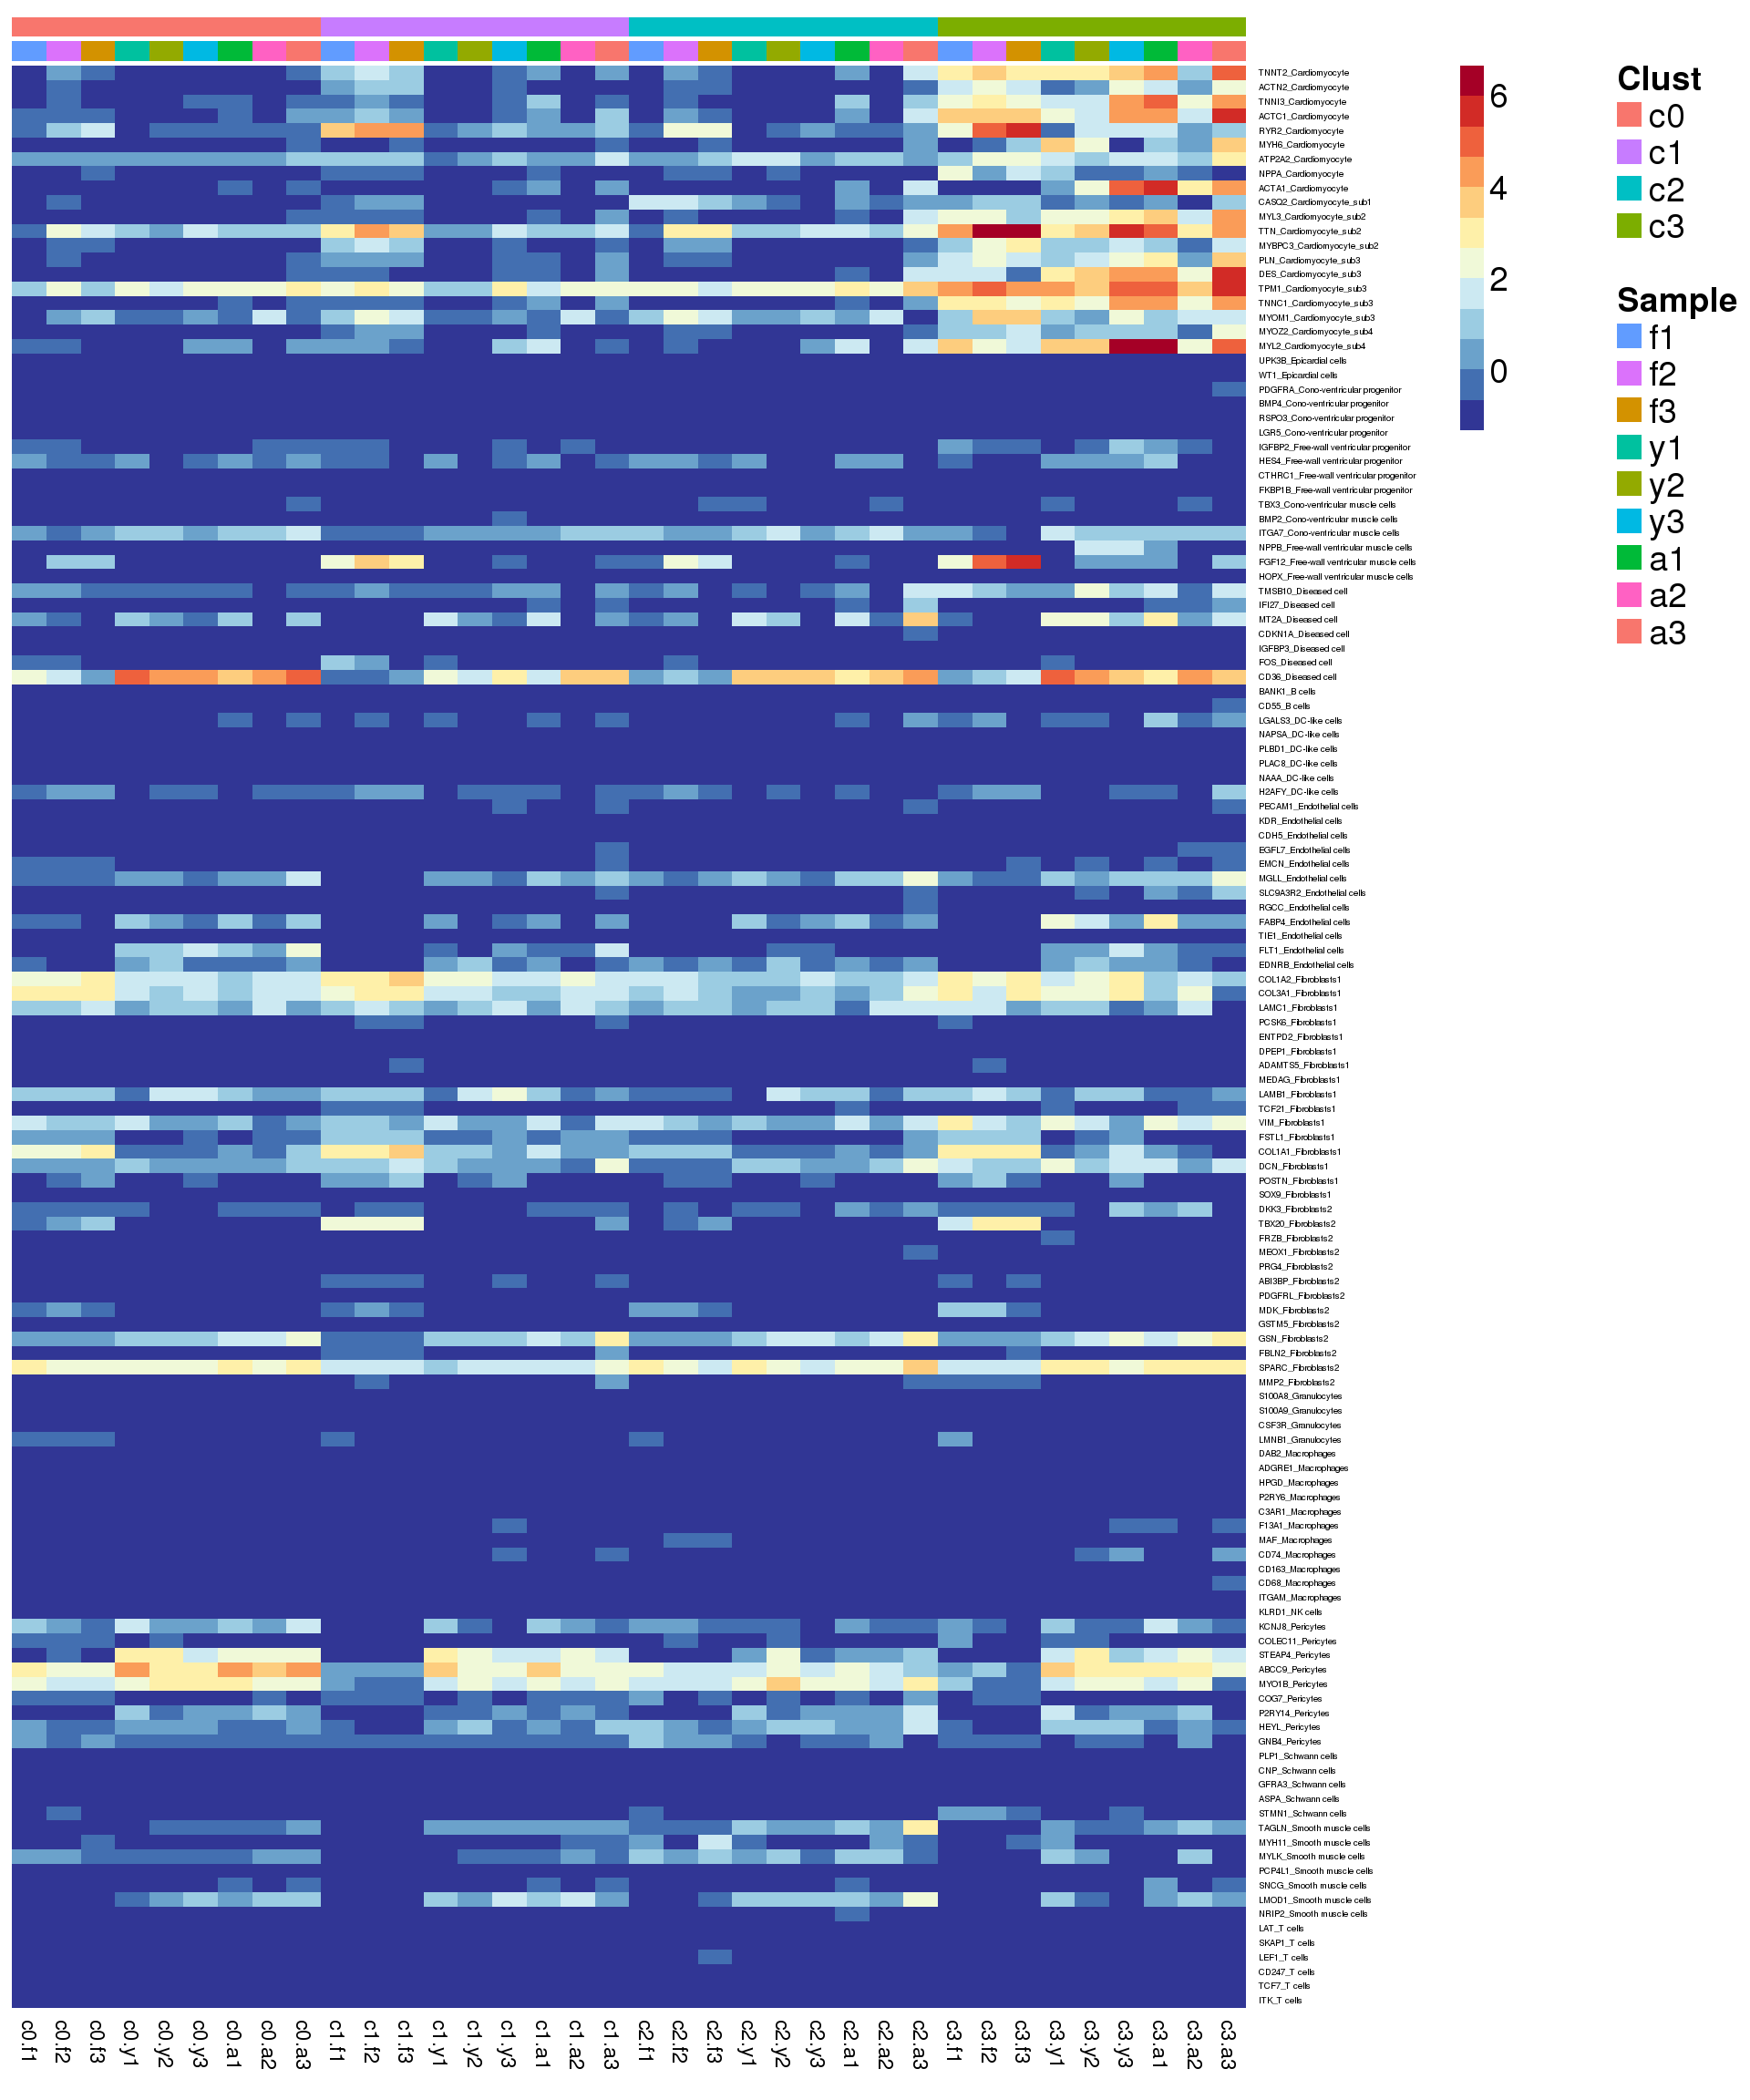 TNNT2_Cardiomyocyte
ACTN2_Cardiomyocyte
TNNI3_Cardiomyocyte
ACTC1_Cardiomyocyte
RYR2_Cardiomyocyte
MYH6_Cardiomyocyte
ATP2A2_Cardiomyocyte
NPPA_Cardiomyocyte
ACTA1_Cardiomyocyte
CASQ2_Cardiomyocyte_sub1
MYL3_Cardiomyocyte_sub2
TTN_Cardiomyocyte_sub2
MYBPC3_Cardiomyocyte_sub2
PLN_Cardiomyocyte_sub3
DES_Cardiomyocyte_sub3
TPM1_Cardiomyocyte_sub3
TNNC1_Cardiomyocyte_sub3
MYOM1_Cardiomyocyte_sub3
MYOZ2_Cardiomyocyte_sub4
MYL2_Cardiomyocyte_sub4
UPK3B_Epicardial cells
WT1_Epicardial cells
PDGFRA_Cono-ventricular progenitor
BMP4_Cono-ventricular progenitor
RSPO3_Cono-ventricular progenitor
LGR5_Cono-ventricular progenitor
IGFBP2_Free-wall ventricular progenitor
HES4_Free-wall ventricular progenitor
CTHRC1_Free-wall ventricular progenitor
FKBP1B_Free-wall ventricular progenitor
TBX3_Cono-ventricular muscle cells
BMP2_Cono-ventricular muscle cells
ITGA7_Cono-ventricular muscle cells
NPPB_Free-wall ventricular muscle cells
FGF12_Free-wall ventricular muscle cells
HOPX_Free-wall ventricular muscle cells
TMSB10_Diseased cell
IFI27_Diseased cell
MT2A_Diseased cell
CDKN1A_Diseased cell
IGFBP3_Diseased cell
FOS_Diseased cell
CD36_Diseased cell
BANK1_B cells
CD55_B cells
LGALS3_DC-like cells
NAPSA_DC-like cells
PLBD1_DC-like cells
PLAC8_DC-like cells
NAAA_DC-like cells
H2AFY_DC-like cells
PECAM1_Endothelial cells
KDR_Endothelial cells
CDH5_Endothelial cells
EGFL7_Endothelial cells
EMCN_Endothelial cells
MGLL_Endothelial cells
SLC9A3R2_Endothelial cells
RGCC_Endothelial cells
FABP4_Endothelial cells
TIE1_Endothelial cells
FLT1_Endothelial cells
EDNRB_Endothelial cells
COL1A2_Fibroblasts1
COL3A1_Fibroblasts1
LAMC1_Fibroblasts1
PCSK6_Fibroblasts1
ENTPD2_Fibroblasts1
DPEP1_Fibroblasts1
ADAMTS5_Fibroblasts1
MEDAG_Fibroblasts1
LAMB1_Fibroblasts1
TCF21_Fibroblasts1
VIM_Fibroblasts1
FSTL1_Fibroblasts1
COL1A1_Fibroblasts1
DCN_Fibroblasts1
POSTN_Fibroblasts1
SOX9_Fibroblasts1
DKK3_Fibroblasts2
TBX20_Fibroblasts2
FRZB_Fibroblasts2
MEOX1_Fibroblasts2
PRG4_Fibroblasts2
ABI3BP_Fibroblasts2
PDGFRL_Fibroblasts2
MDK_Fibroblasts2
GSTM5_Fibroblasts2
GSN_Fibroblasts2
FBLN2_Fibroblasts2
SPARC_Fibroblasts2
MMP2_Fibroblasts2
S100A8_Granulocytes
S100A9_Granulocytes
CSF3R_Granulocytes
LMNB1_Granulocytes
DAB2_Macrophages
ADGRE1_Macrophages
HPGD_Macrophages
P2RY6_Macrophages
C3AR1_Macrophages
F13A1_Macrophages
MAF_Macrophages
CD74_Macrophages
CD163_Macrophages
CD68_Macrophages
ITGAM_Macrophages
KLRD1_NK cells
KCNJ8_Pericytes
COLEC11_Pericytes
STEAP4_Pericytes
ABCC9_Pericytes
MYO1B_Pericytes
COG7_Pericytes
P2RY14_Pericytes
HEYL_Pericytes
GNB4_Pericytes
PLP1_Schwann cells
CNP_Schwann cells
GFRA3_Schwann cells
ASPA_Schwann cells
STMN1_Schwann cells
TAGLN_Smooth muscle cells
MYH11_Smooth muscle cells
MYLK_Smooth muscle cells
PCP4L1_Smooth muscle cells
SNCG_Smooth muscle cells
LMOD1_Smooth muscle cells
NRIP2_Smooth muscle cells
LAT_T cells
SKAP1_T cells
LEF1_T cells
CD247_T cells
TCF7_T cells
ITK_T cells
c0.f1
c0.f2
c0.f3
c0.y1
c0.y2
c0.y3
c0.a1
c0.a2
c0.a3
c1.f1
c1.f2
c1.f3
c1.y1
c1.y2
c1.y3
c1.a1
c1.a2
c1.a3
c2.f1
c2.f2
c2.f3
c2.y1
c2.y2
c2.y3
c2.a1
c2.a2
c2.a3
c3.f1
c3.f2
c3.f3
c3.y1
c3.y2
c3.y3
c3.a1
c3.a2
c3.a3
6
4
2
0
Clust
c0
c1
c2
c3
Sample
f1
f2
f3
y1
y2
y3
a1
a2
a3